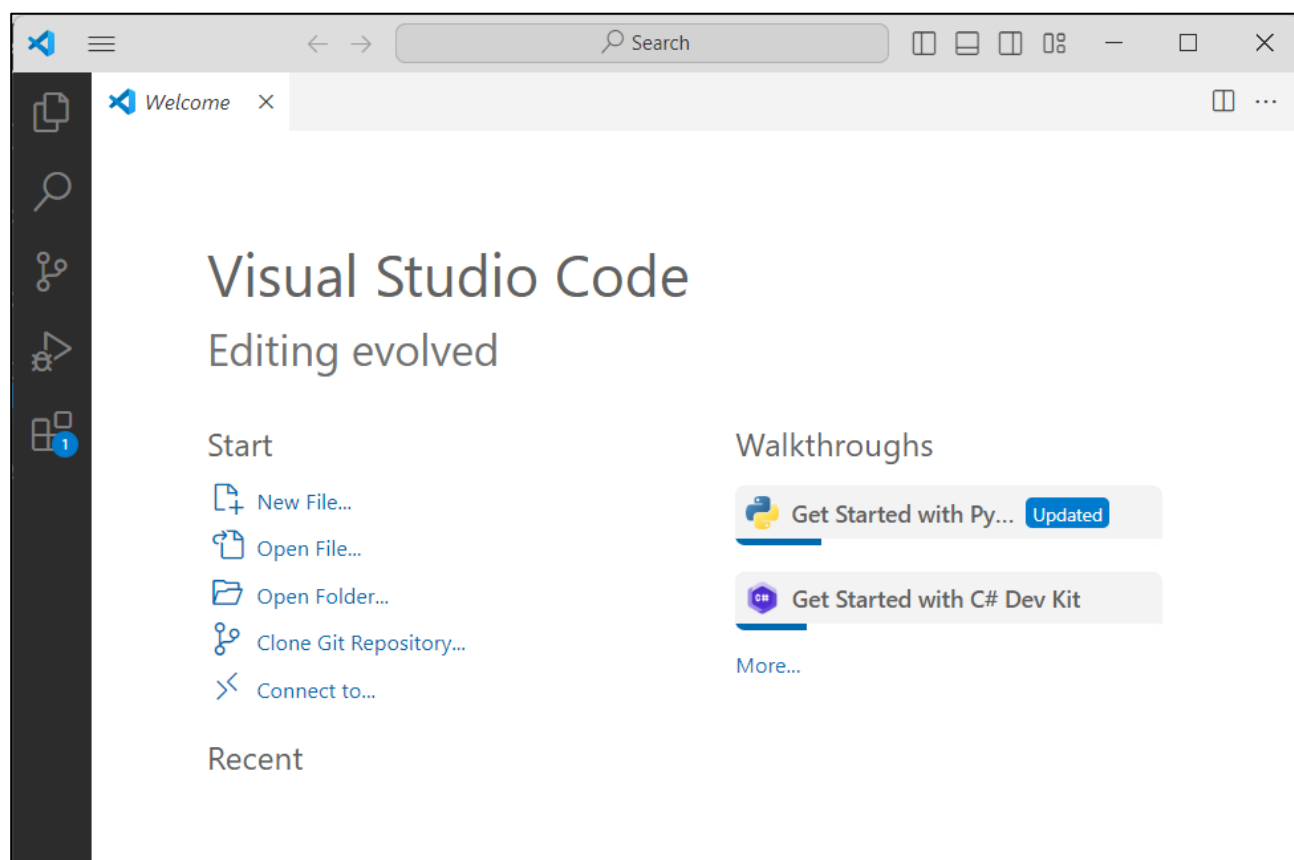 Search
Welcome
Visual Studio Code
Editing evolved
Start
New File...
Open File...
Open Folder...
Clone Git Repository...
Connect to...
Recent
Walkthroughs
Get Started with Py... Updated
C# Get Started with C# Dev Kit
More...
1